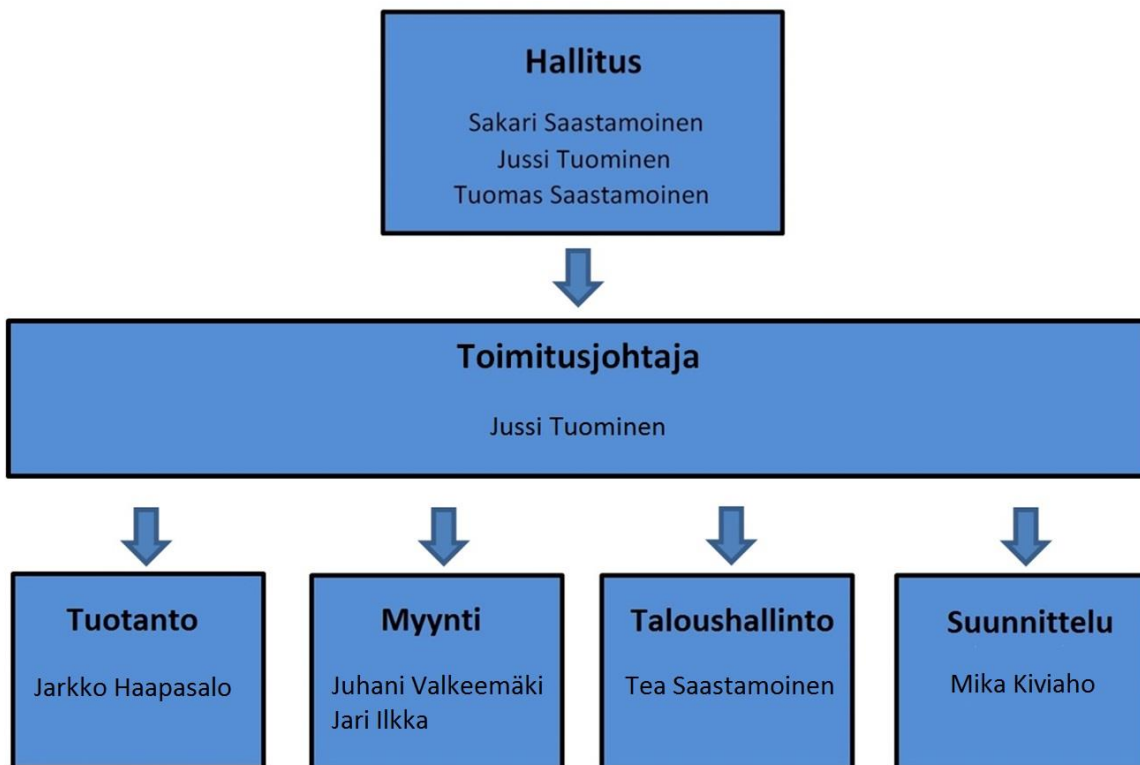 Hallitus
Sakari Saastamoinen
Jussi Tuominen
Tuomas Saastamoinen
Toimitusjohtaja
Jussi Tuominen
Tuotanto
Jarkko Haapasalo
Myynti
Juhani Valkeemäki
Jari Ilkka
Taloushallinto
Tea Saastamoinen
Suunnittelu
Mika Kiviaho